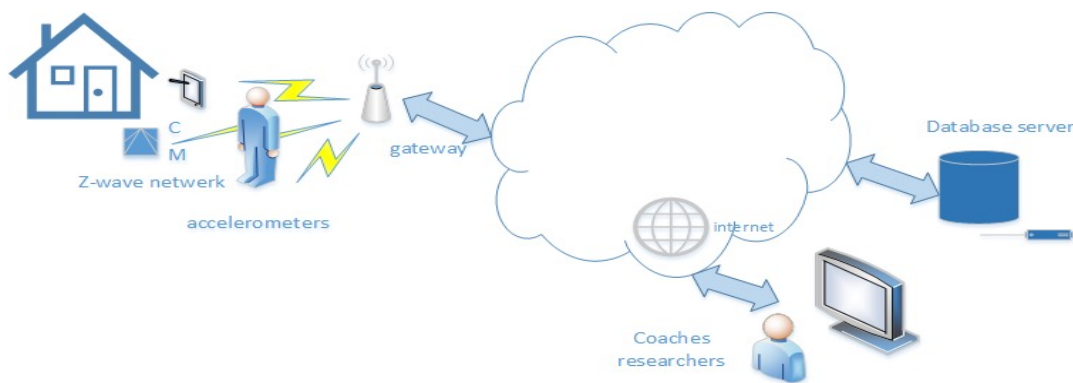 C
M
gateway
Z-wave netwerk
accelerometers
Database server
internet
Coaches
researchers